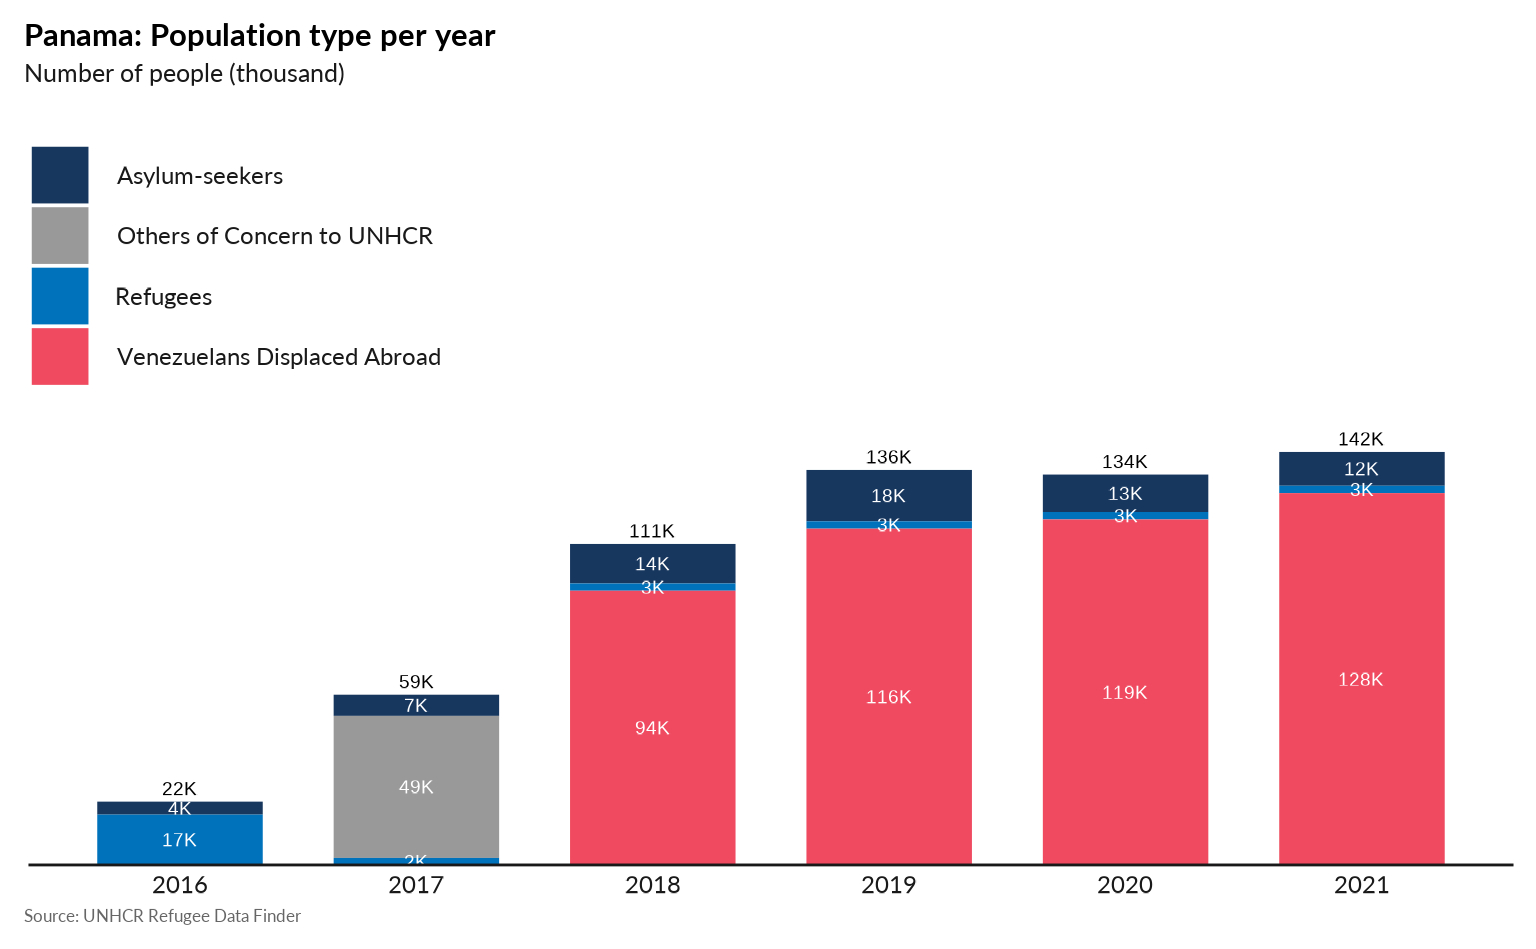 Panama: Population type per year
Number of people (thousand)
Asylum-seekers
Others of Concern to UNHCR
Refugees
Venezuelans Displaced Abroad
22K
4K
17K
59K
7K
49K
2K
111K
14K
3K
94K
136K
18K
3K
116K
134K
13K
3K
119K
142K
12K
3K
128K
2016 2017 2018 2019 2020 2021
Source: UNHCR Refugee Data Finder